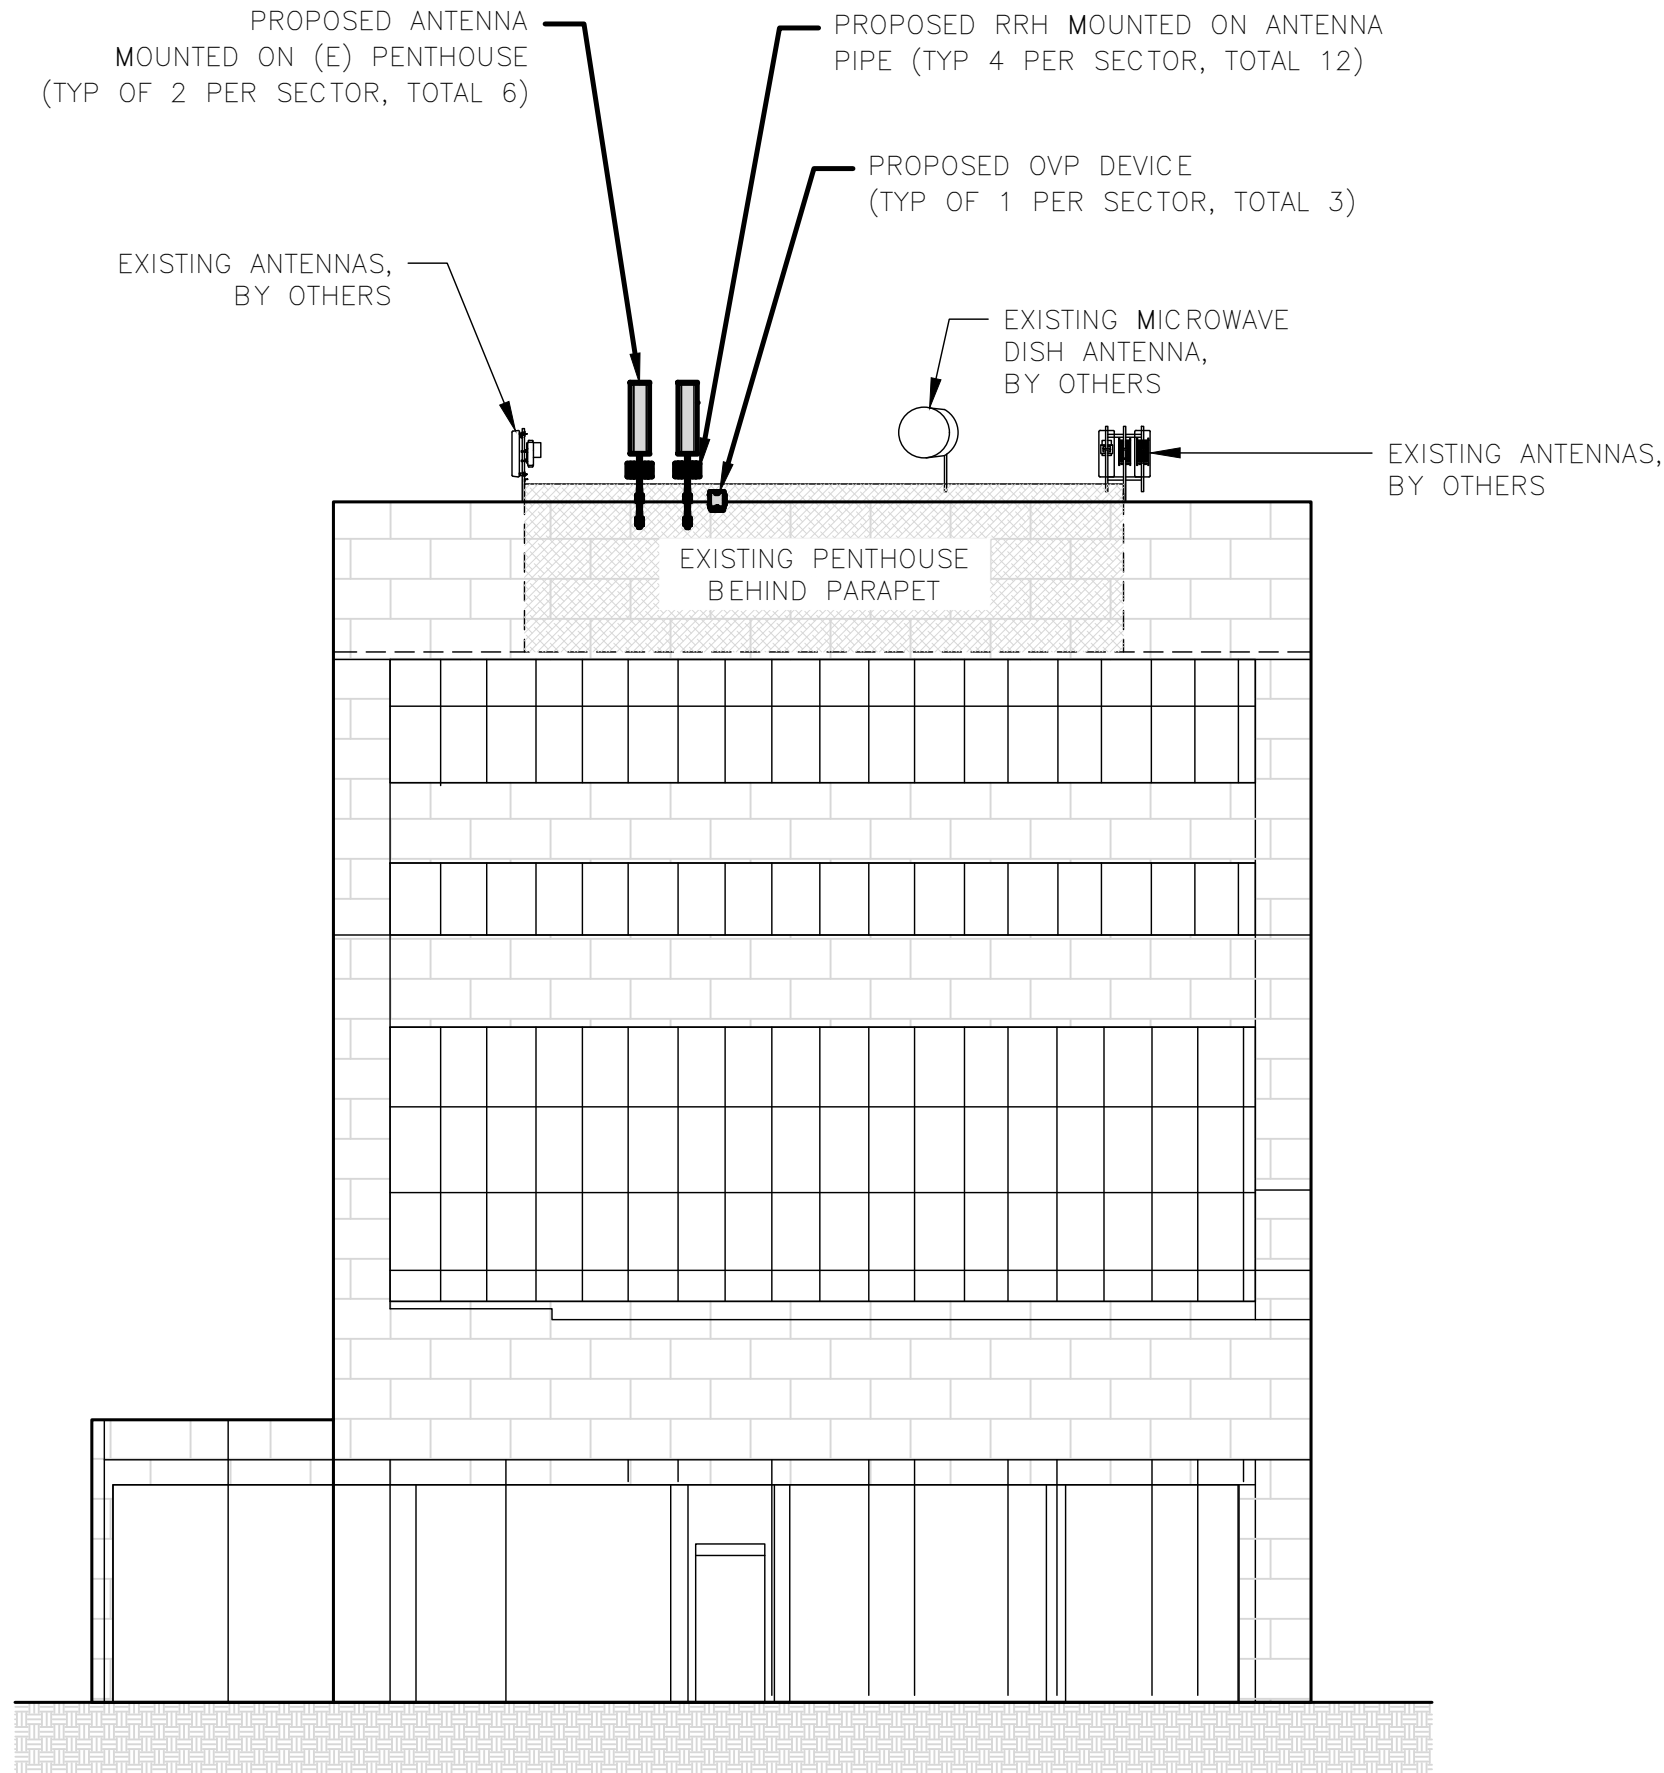 PROPOSED ANTENNA
MOUNTED ON (E) PENTHOUSE
(TYP OF 2 PER SECTOR, TOTAL 6)
PROPOSED RRH MOUNTED ON ANTENNA
PIPE (TYP 4 PER SECTOR, TOTAL 12)
PROPOSED OVP DEVICE
(TYP OF 1 PER SECTOR, TOTAL 3)
EXISTING ANTENNAS,
BY OTHERS
EXISTING MICROWAVE
DISH ANTENNA,
BY OTHERS
EXISTING ANTENNAS,
BY OTHERS
EXISTING PENTHOUSE
BEHIND PARAPET